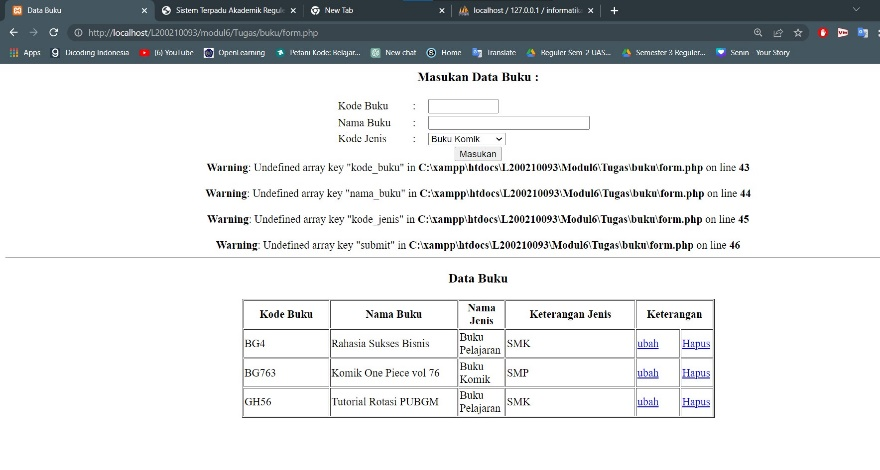 Data Buku
Sistem Terpadu Akademik Regule
New Tab
localhost / 127.0.0.1 / informatika
http://localhost/L200210093/modul6/Tugas/buku/form.php
Apps
Dicoding Indonesia
(6) YouTube
OpenLearning
Petani Kode: Belajar...
New chat
Home
Translate
Reguler Sem-2 UAS...
Semester 3 Reguler...
Senin - Your Story
Masukan Data Buku :
Kode Buku :
Nama Buku :
Kode Jenis : Buku Komik
Masukan
Warning: Undefined array key "kode_buku" in C:\xampp\htdocs\L200210093\Modul6\Tugas\buku\form.php on line 43
Warning: Undefined array key "nama_buku" in C:\xampp\htdocs\L200210093\Modul6\Tugas\buku\form.php on line 44
Warning: Undefined array key "kode_jenis" in C:\xampp\htdocs\L200210093\Modul6\Tugas\buku\form.php on line 45
Warning: Undefined array key "submit" in C:\xampp\htdocs\L200210093\Modul6\Tugas\buku\form.php on line 46
Data Buku
Kode Buku Nama Buku Nama Jenis Keterangan Jenis Keterangan
BG4 Rahasia Sukses Bisnis Buku Pelajaran SMK ubah Hapus
BG763 Komik One Piece vol 76 Buku Komik SMP ubah Hapus
GH56 Tutorial Rotasi PUBGM Buku Pelajaran SMK ubah Hapus